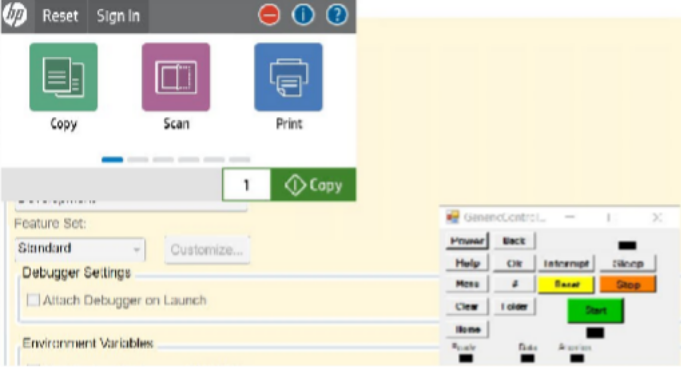 hp Reset Sign In
Copy Scan Print
1 Copy
Feature Set:
Standard Customize...
Debugger Settings
Attach Debugger on Launch
Environment Variables
GenericControl...
Power Back
Help OK Interrupt Sleep
Menu # Reset Stop
Clear Folder Start
Home
Ready Data Attention